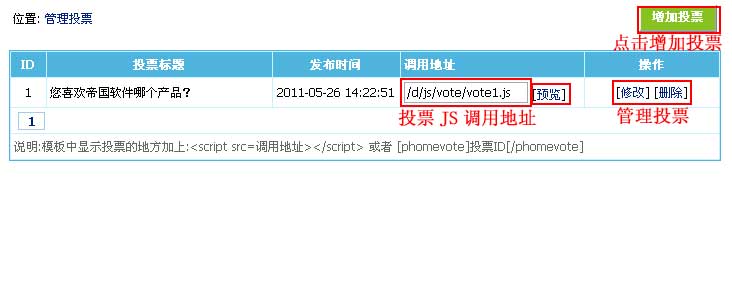 位置: 管理投票
增加投票
点击增加投票
ID 投票标题 发布时间 调用地址 操作
1 您喜欢帝国软件哪个产品? 2011-05-26 14:22:51 /d/js/vote/vote1.js [预览] [修改] [删除]
投票 JS 调用地址 管理投票
1
说明:模板中显示投票的地方加上:<script src=调用地址></script> 或者 [phomevote]投票ID[/phomevote]